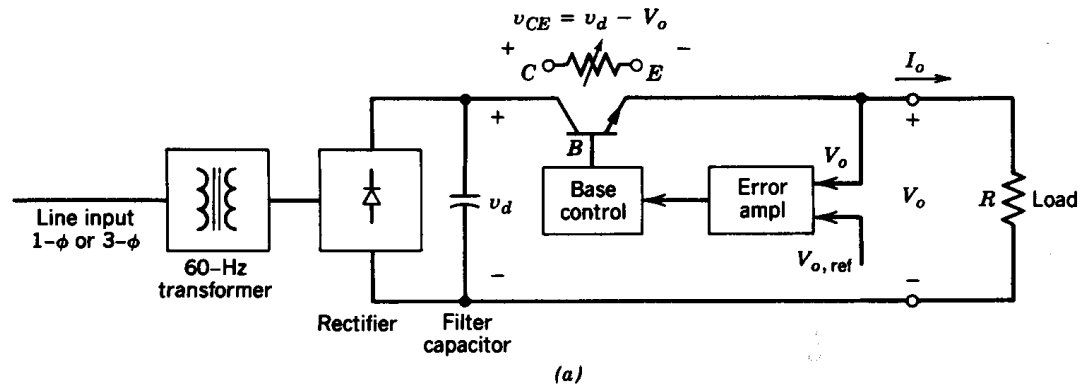 v_CE = v_d − V_o
+ −
C E
I_o
+ B V_o +
Base control
Error ampl
v_d
V_o
R Load
Line input
1-ϕ or 3-ϕ
V_o, ref
60-Hz
transformer
− −
Rectifier
Filter
capacitor
(a)